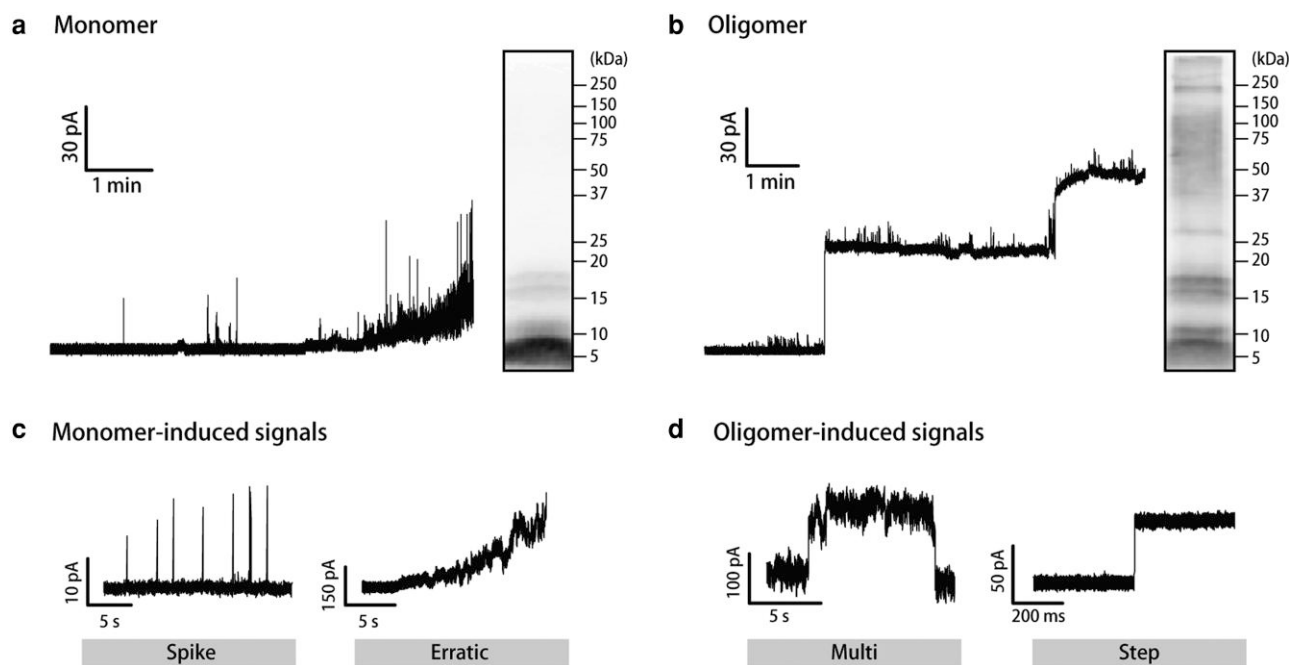 a Monomer
30 pA
1 min
(kDa)
250
150
100
75
50
37
25
20
15
10
5
b Oligomer
30 pA
1 min
(kDa)
250
150
100
75
50
37
25
20
15
10
5
c Monomer-induced signals
10 pA
5 s
Spike
150 pA
5 s
Erratic
d Oligomer-induced signals
100 pA
5 s
Multi
50 pA
200 ms
Step